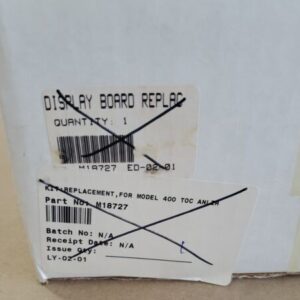 DISPLAY BOARD REPLAC
QUANTITY: 1
M18727 ED-02-01
KIT:REPLACEMENT,FOR MODEL 400 TOC ANLZR
Part No: M18727
Batch No: N/A
Receipt Date: N/A
Issue Qty:
LY-02-01